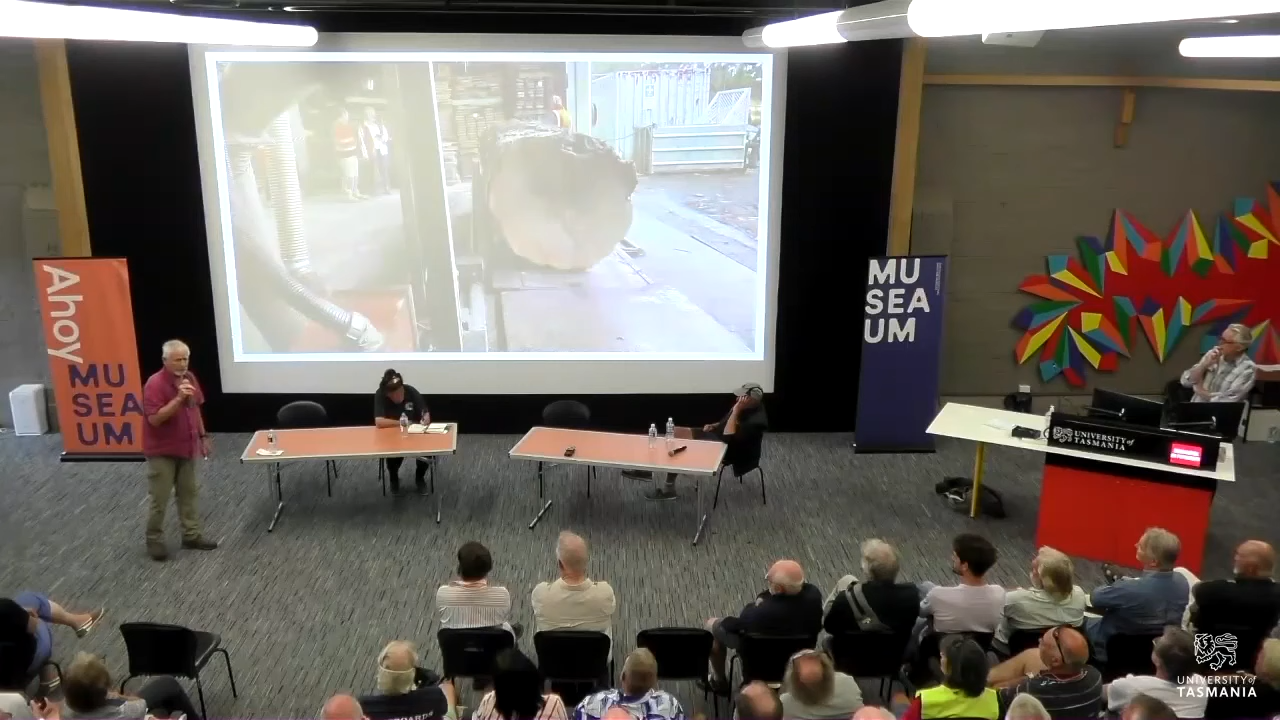 Ahoy
MU
SEA
UM
MU
SEA
UM
UNIVERSITY of
TASMANIA
UNIVERSITY of
TASMANIA